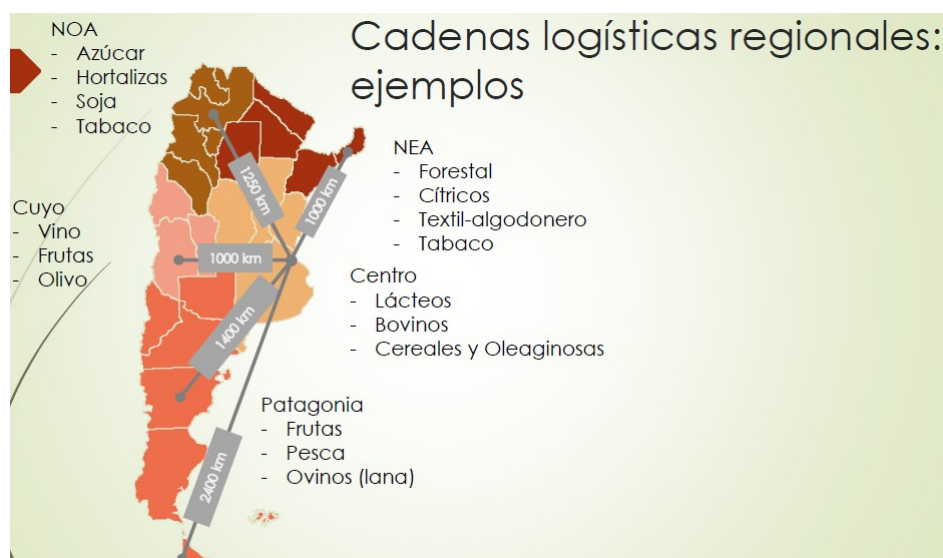 Cadenas logísticas regionales:
ejemplos
NOA
- Azúcar
- Hortalizas
- Soja
- Tabaco
NEA
- Forestal
- Cítricos
- Textil-algodonero
- Tabaco
Cuyo
- Vino
- Frutas
- Olivo
Centro
- Lácteos
- Bovinos
- Cereales y Oleaginosas
Patagonia
- Frutas
- Pesca
- Ovinos (lana)
1250 km
1000 km
1000 km
1400 km
2400 km